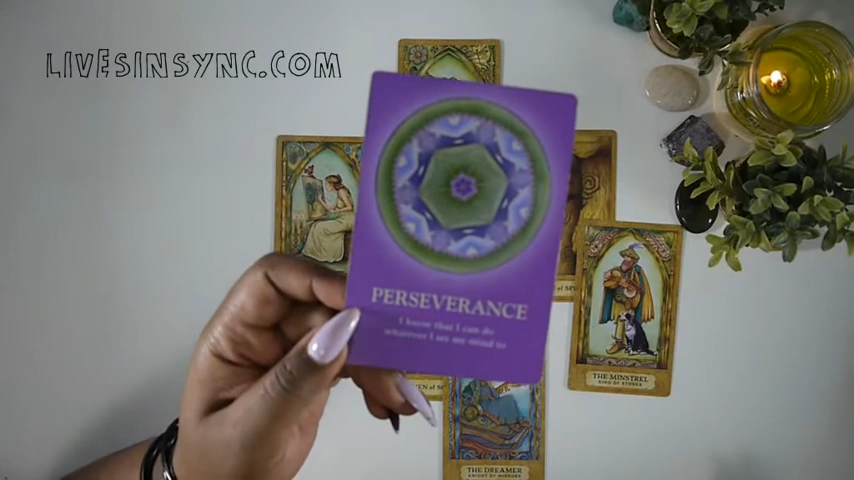 LIVESINSYNC.COM
PERSEVERANCE
I know that I can do
whatever I set my mind to
THE MINSTREL
KING OF STONES
THE DREAMER
KNIGHT OF MIRRORS